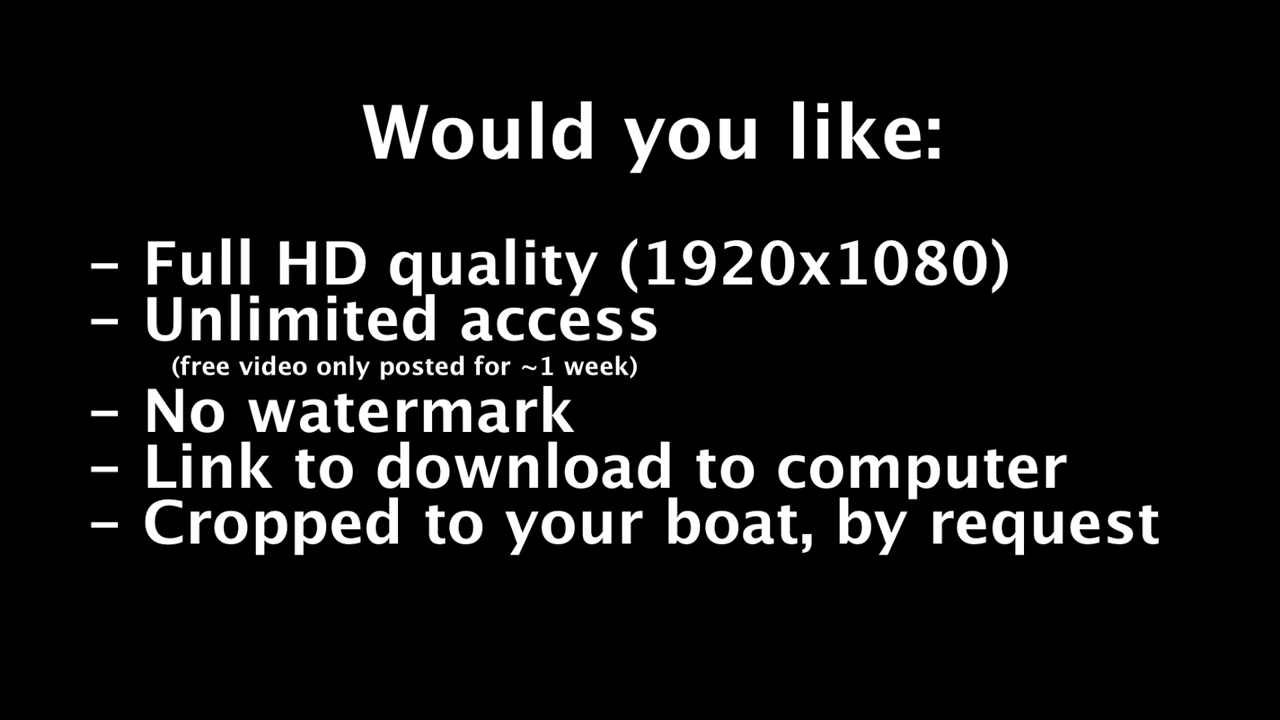 Would you like:
- Full HD quality (1920x1080)
- Unlimited access
(free video only posted for ~1 week)
- No watermark
- Link to download to computer
- Cropped to your boat, by request